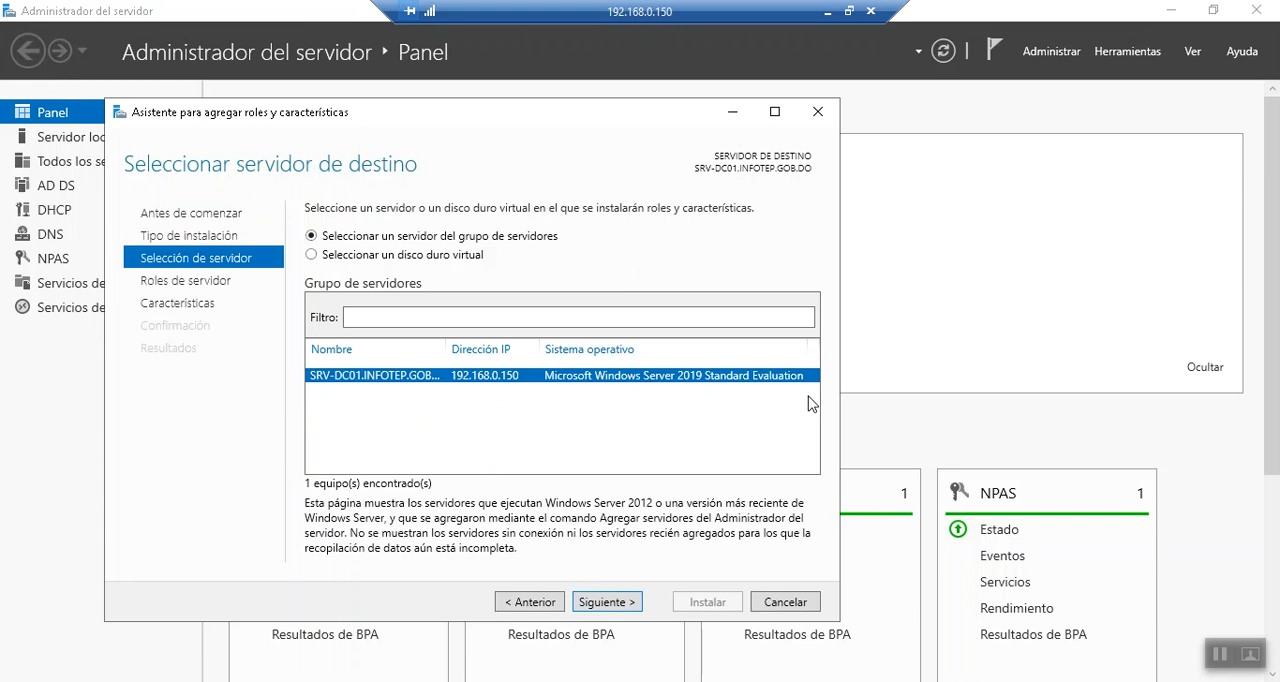 Administrador del servidor
192.168.0.150
Administrador del servidor ‣ Panel
Administrar Herramientas Ver Ayuda
Panel
Servidor loc
Todos los se
AD DS
DHCP
DNS
NPAS
Servicios de
Servicios de
Asistente para agregar roles y características
Seleccionar servidor de destino
SERVIDOR DE DESTINO
SRV-DC01.INFOTEP.GOB.DO
Antes de comenzar
Tipo de instalación
Selección de servidor
Roles de servidor
Características
Confirmación
Resultados
Seleccione un servidor o un disco duro virtual en el que se instalarán roles y características.
Seleccionar un servidor del grupo de servidores
Seleccionar un disco duro virtual
Grupo de servidores
Filtro:
Nombre Dirección IP Sistema operativo
SRV-DC01.INFOTEP.GOB... 192.168.0.150 Microsoft Windows Server 2019 Standard Evaluation
1 equipo(s) encontrado(s)
Esta página muestra los servidores que ejecutan Windows Server 2012 o una versión más reciente de
Windows Server, y que se agregaron mediante el comando Agregar servidores del Administrador del
servidor. No se muestran los servidores sin conexión ni los servidores recién agregados para los que la
recopilación de datos aún está incompleta.
< Anterior Siguiente > Instalar Cancelar
Ocultar
1
NPAS 1
Estado
Eventos
Servicios
Rendimiento
Resultados de BPA Resultados de BPA Resultados de BPA Resultados de BPA